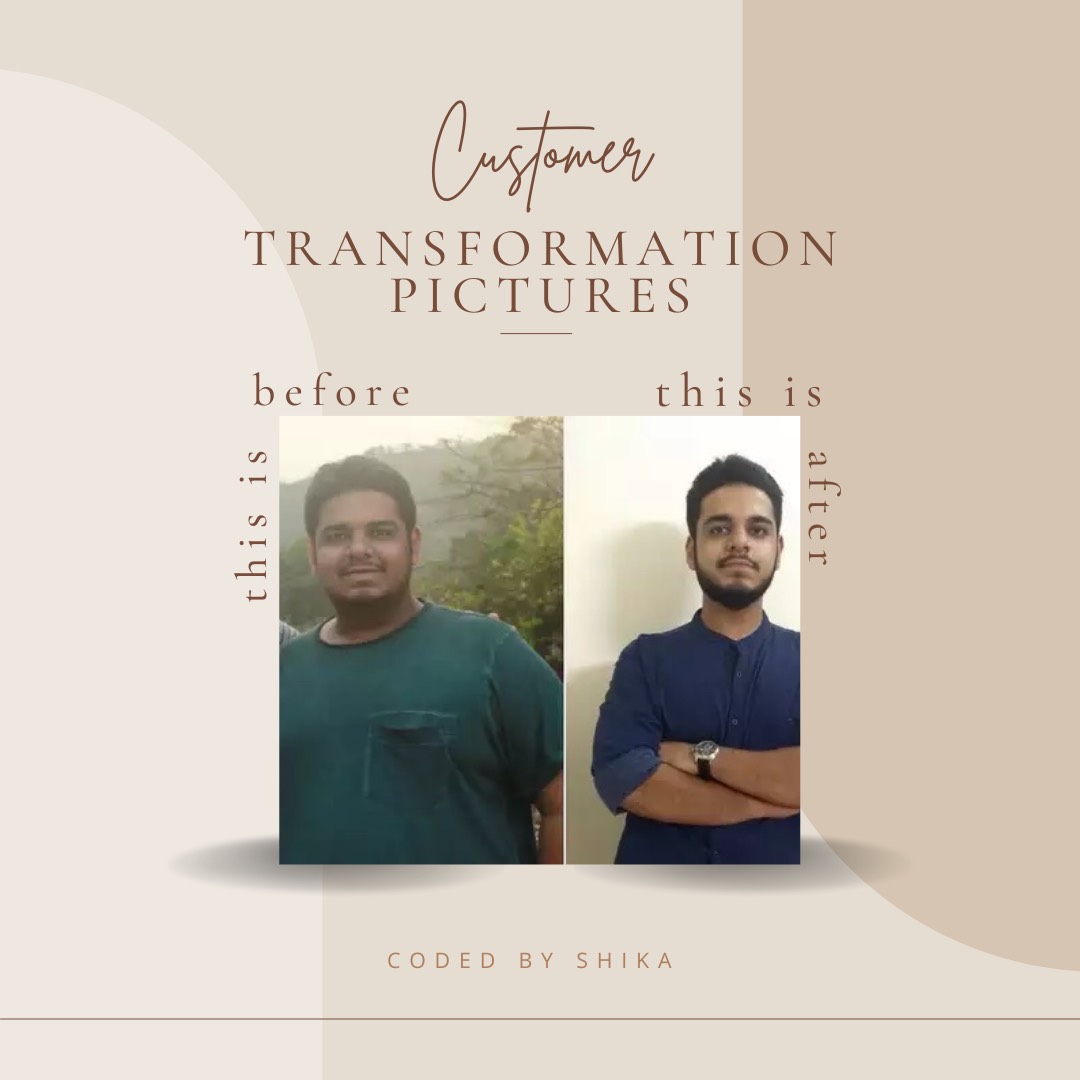 Customer
TRANSFORMATION
PICTURES
this is
before
this is
after
CODED BY SHIKA